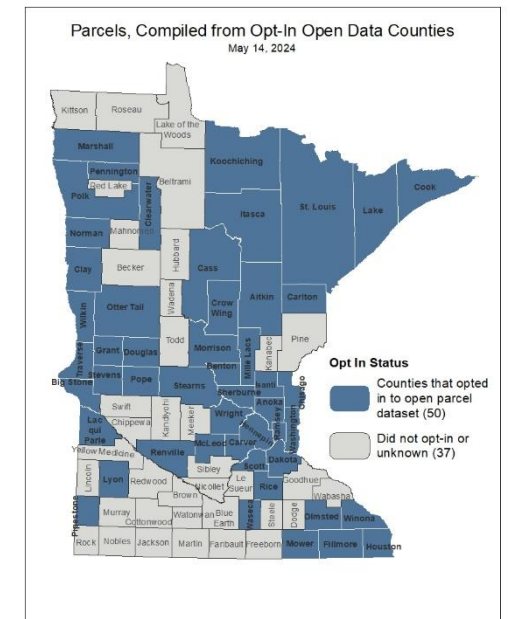 Parcels, Compiled from Opt-In Open Data Counties
May 14, 2024
Kittson
Roseau
Lake of the
Woods
Marshall
Koochiching
Pennington
Red Lake
Beltrami
Polk
Clearwater
Cook
Itasca
St. Louis
Lake
Norman
Mahnomen
Hubbard
Clay
Becker
Cass
Wadena
Aitkin
Carlton
Crow
Wing
Wilkin
Otter Tail
Todd
Pine
Morrison
Mille Lacs
Kanabec
Traverse
Grant
Douglas
Benton
Big Stone
Stevens
Pope
Stearns
Isanti
Sherburne
Chisago
Anoka
Swift
Kandiyohi
Meeker
Wright
Hennepin
Ramsey
Washington
Lac
qui
Parle
Chippewa
McLeod
Carver
Renville
Yellow Medicine
Scott
Dakota
Sibley
Lincoln
Lyon
Redwood
Nicollet
Le
Sueur
Rice
Goodhue
Wabasha
Brown
Pipestone
Murray
Cottonwood
Watonwan
Blue
Earth
Waseca
Steele
Dodge
Olmsted
Winona
Rock
Nobles
Jackson
Martin
Faribault
Freeborn
Mower
Fillmore
Houston
Opt In Status
Counties that opted
in to open parcel
dataset (50)
Did not opt-in or
unknown (37)